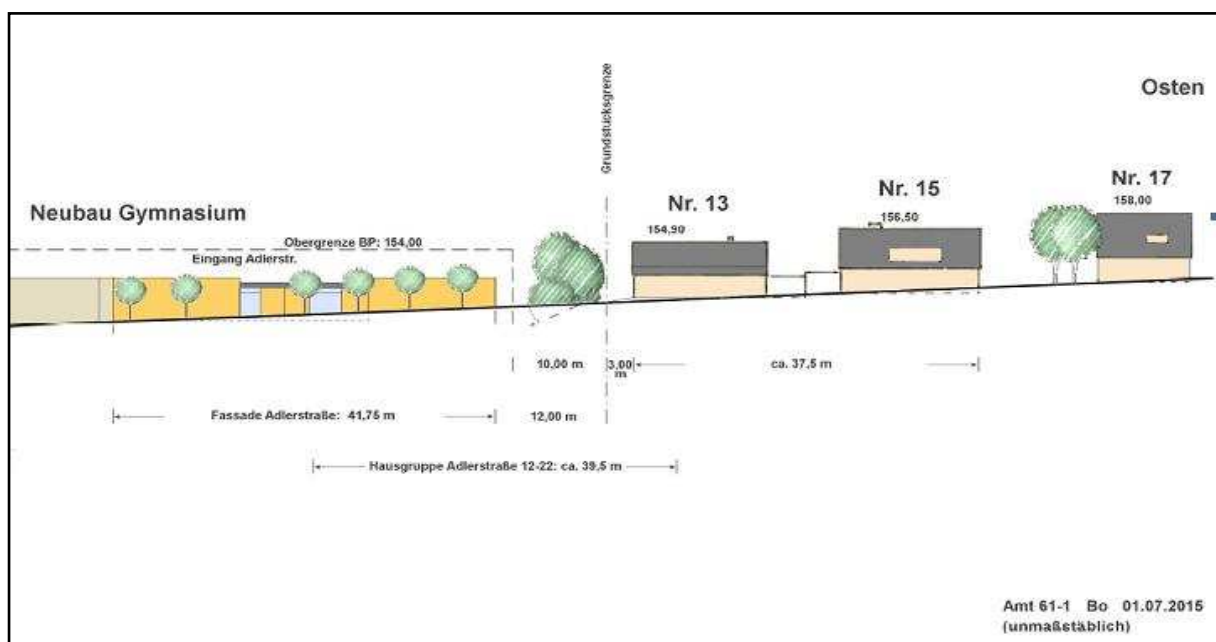 Osten
Grundstücksgrenze
Nr. 17
Nr. 15
158,00
Nr. 13
Neubau Gymnasium
156,50
154,90
Obergrenze BP: 154,00
Eingang Adlerstr.
10,00 m
3,00
m
ca. 37,5 m
Fassade Adlerstraße: 41,75 m
12,00 m
Hausgruppe Adlerstraße 12-22: ca. 39,5 m
Amt 61-1 Bo 01.07.2015
(unmaßstäblich)